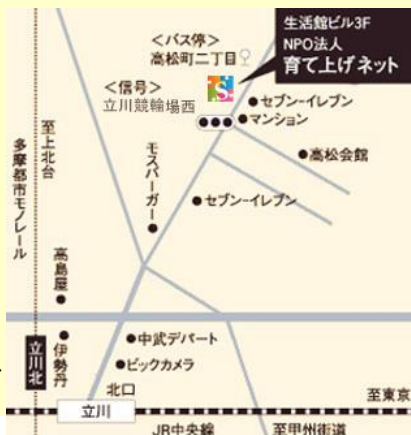 生活館ビル3F
NPO法人
育て上げネット
<バス停>
高松町二丁目
<信号>
立川競輪場西
セブン-イレブン
マンション
高松会館
セブン-イレブン
モスバーガー
至上北台
多摩都市モノレール
高島屋
伊勢丹
立川北
中武デパート
ビックカメラ
北口
立川
至東京
JR中央線
至甲州街道